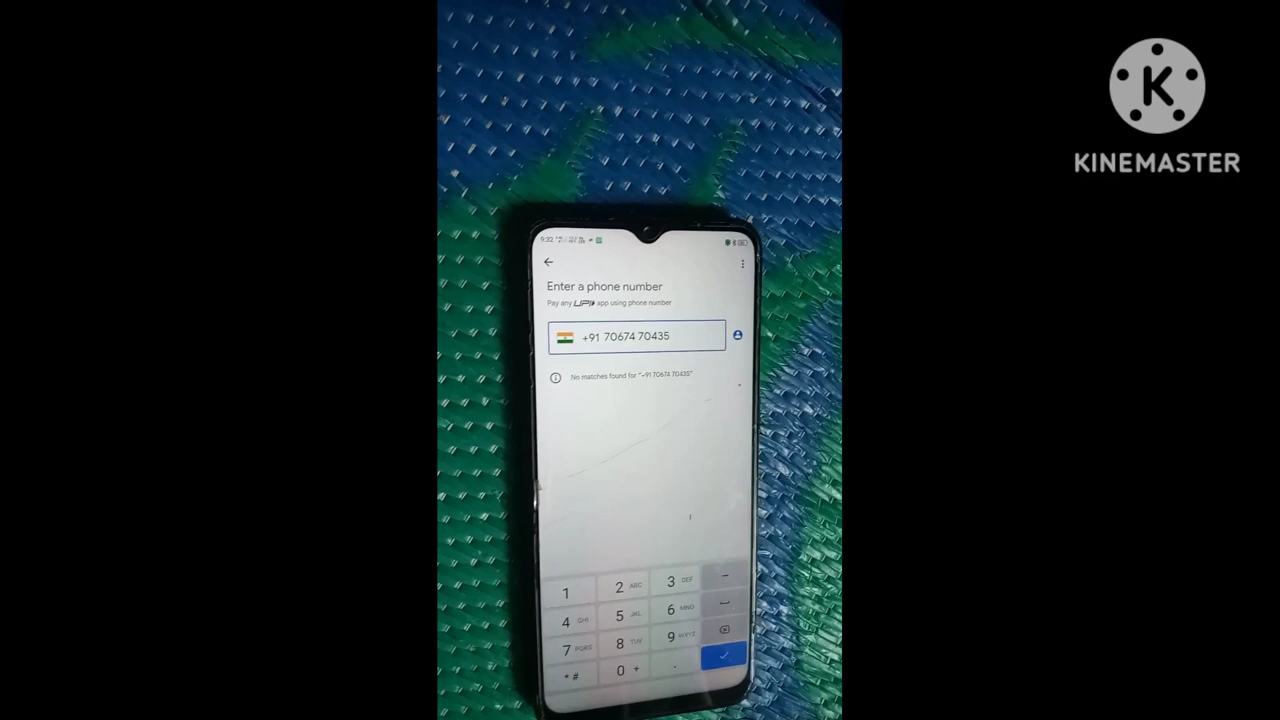 KINEMASTER
9:32
Enter a phone number
Pay any UPI app using phone number
+91 70674 70435
No matches found for "+91 70674 70435"
1
2 ABC
3 DEF
4 GHI
5 JKL
6 MNO
7 PQRS
8 TUV
9 WXYZ
* #
0 +
.